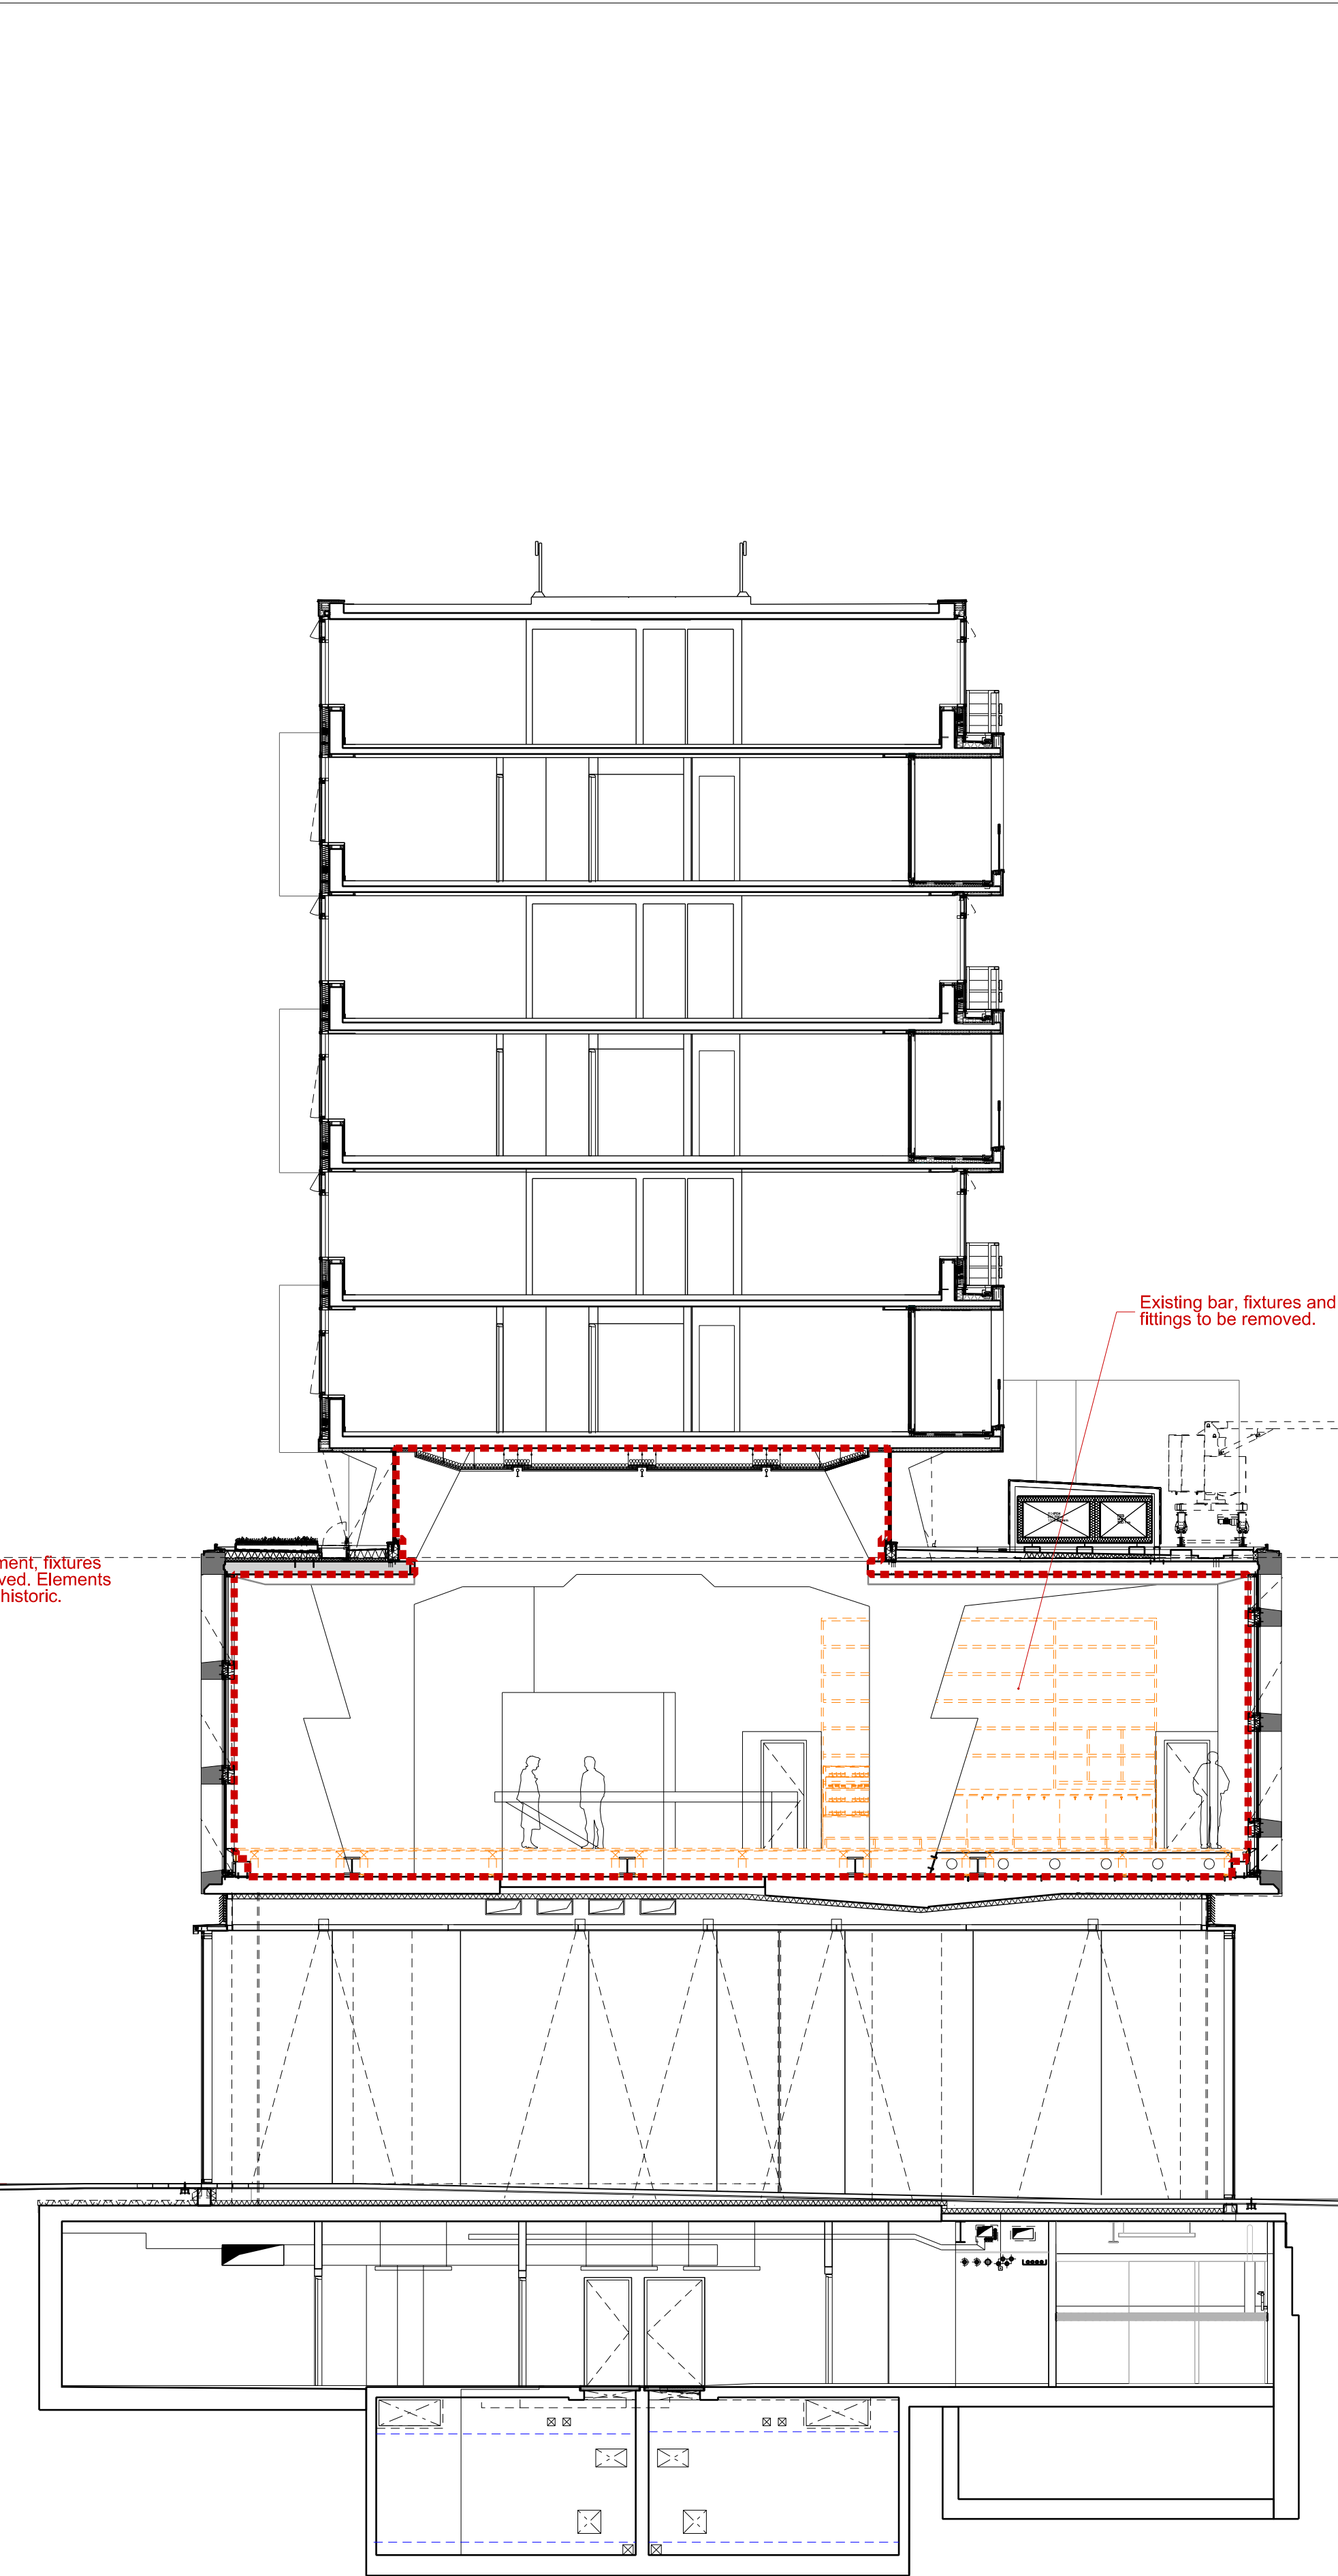 Existing bar, fixtures and
fittings to be removed.
ment, fixtures
ved. Elements
historic.